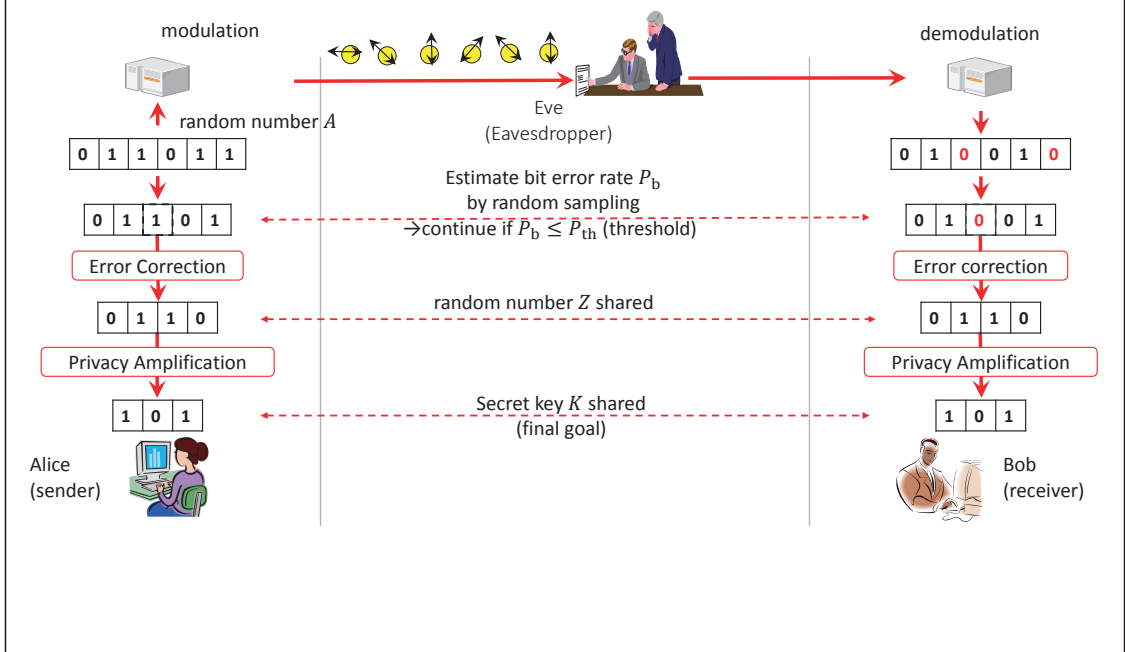 modulation
demodulation
Eve
(Eavesdropper)
random number A
0 1 1 0 1 1
0 1 0 0 1 0
Estimate bit error rate P_b
by random sampling
→continue if P_b ≤ P_th (threshold)
0 1 1 0 1
0 1 0 0 1
Error Correction
Error correction
random number Z shared
0 1 1 0
0 1 1 0
Privacy Amplification
Privacy Amplification
Secret key K shared
(final goal)
1 0 1
1 0 1
Alice
(sender)
Bob
(receiver)